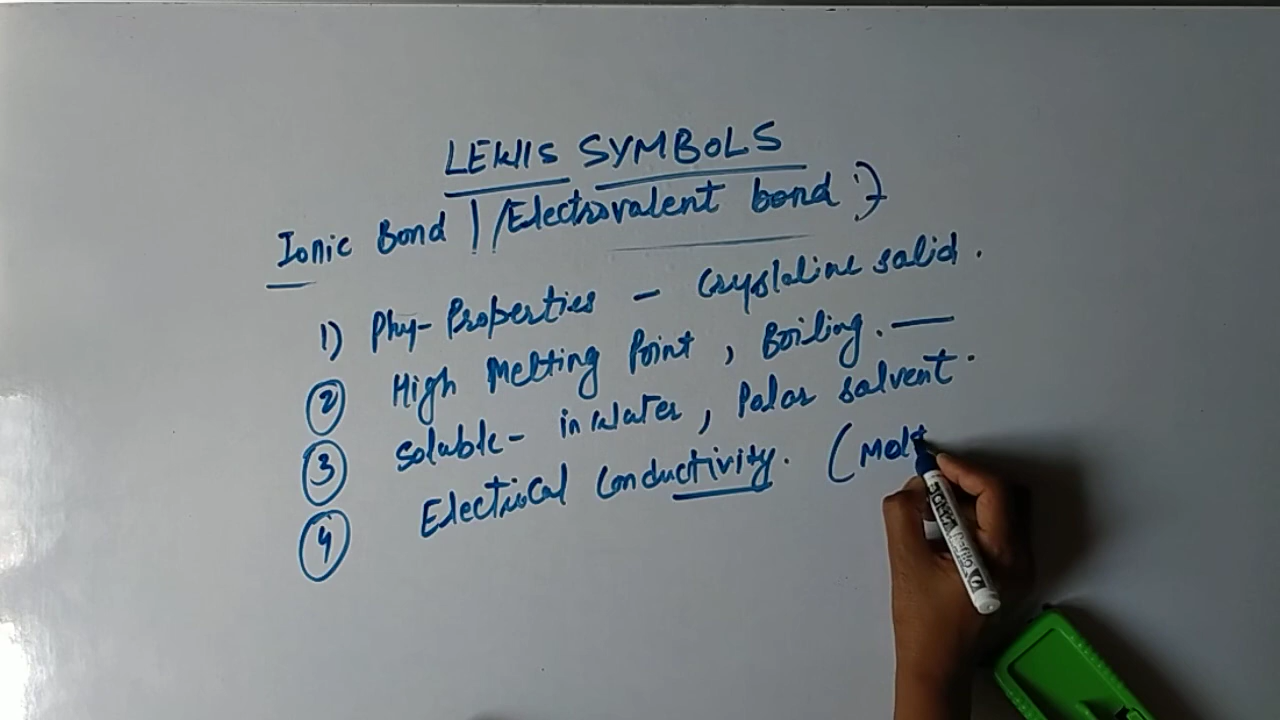 LEWIS SYMBOLS
Ionic Bond / Electrovalent bond :-
1) Phy- Properties - Crystaline solid.
2 High Melting Point, Boiling. —
3 Soluble- in Water, Polar solvent.
4 Electrical Conductivity. (Molt